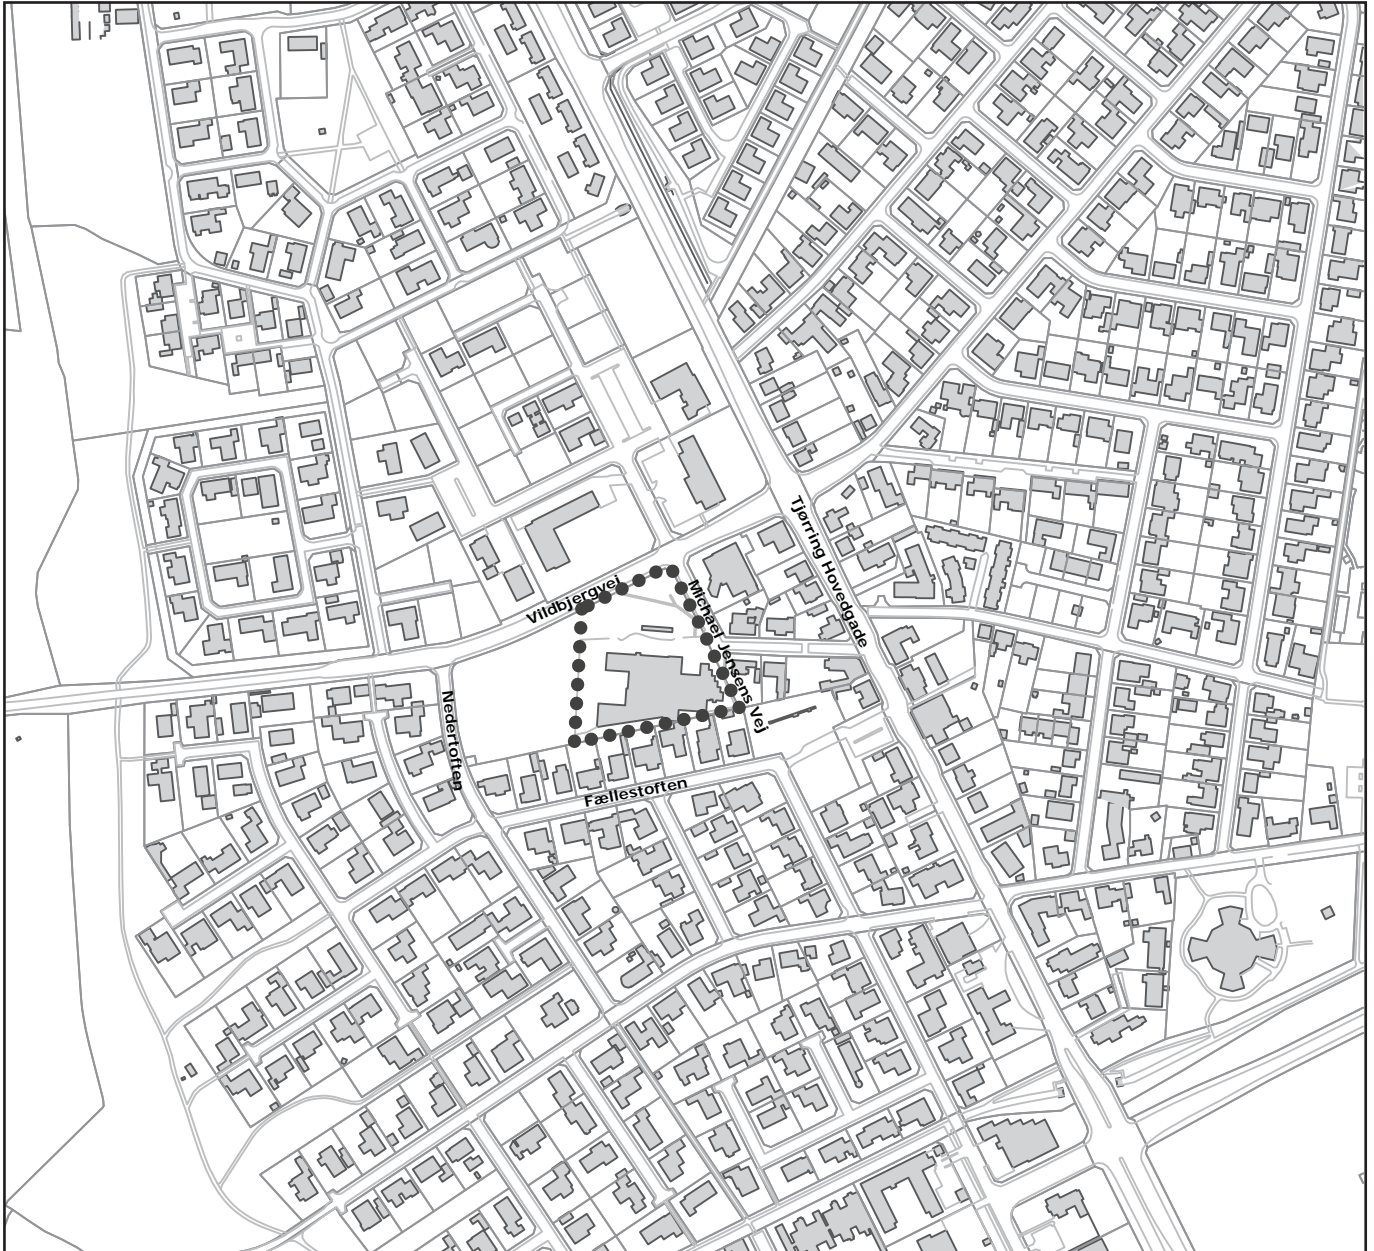 Tjørring Hovedgade
Vildbjergvej
Michael Jensens Vej
Nedertoften
Fællestoften